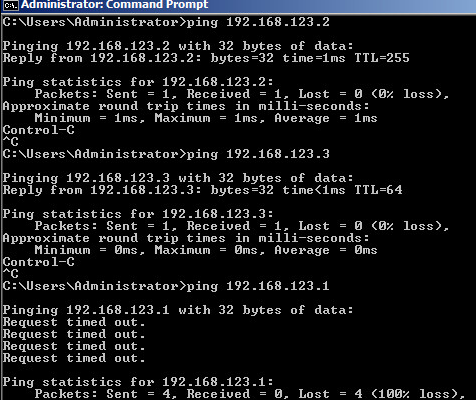 Administrator: Command Prompt
C:\Users\Administrator>ping 192.168.123.2
Pinging 192.168.123.2 with 32 bytes of data:
Reply from 192.168.123.2: bytes=32 time=1ms TTL=255
Ping statistics for 192.168.123.2:
Packets: Sent = 1, Received = 1, Lost = 0 (0% loss),
Approximate round trip times in milli-seconds:
Minimum = 1ms, Maximum = 1ms, Average = 1ms
Control-C
^C
C:\Users\Administrator>ping 192.168.123.3
Pinging 192.168.123.3 with 32 bytes of data:
Reply from 192.168.123.3: bytes=32 time<1ms TTL=64
Ping statistics for 192.168.123.3:
Packets: Sent = 1, Received = 1, Lost = 0 (0% loss),
Approximate round trip times in milli-seconds:
Minimum = 0ms, Maximum = 0ms, Average = 0ms
Control-C
^C
C:\Users\Administrator>ping 192.168.123.1
Pinging 192.168.123.1 with 32 bytes of data:
Request timed out.
Request timed out.
Request timed out.
Request timed out.
Ping statistics for 192.168.123.1:
Packets: Sent = 4, Received = 0, Lost = 4 (100% loss),